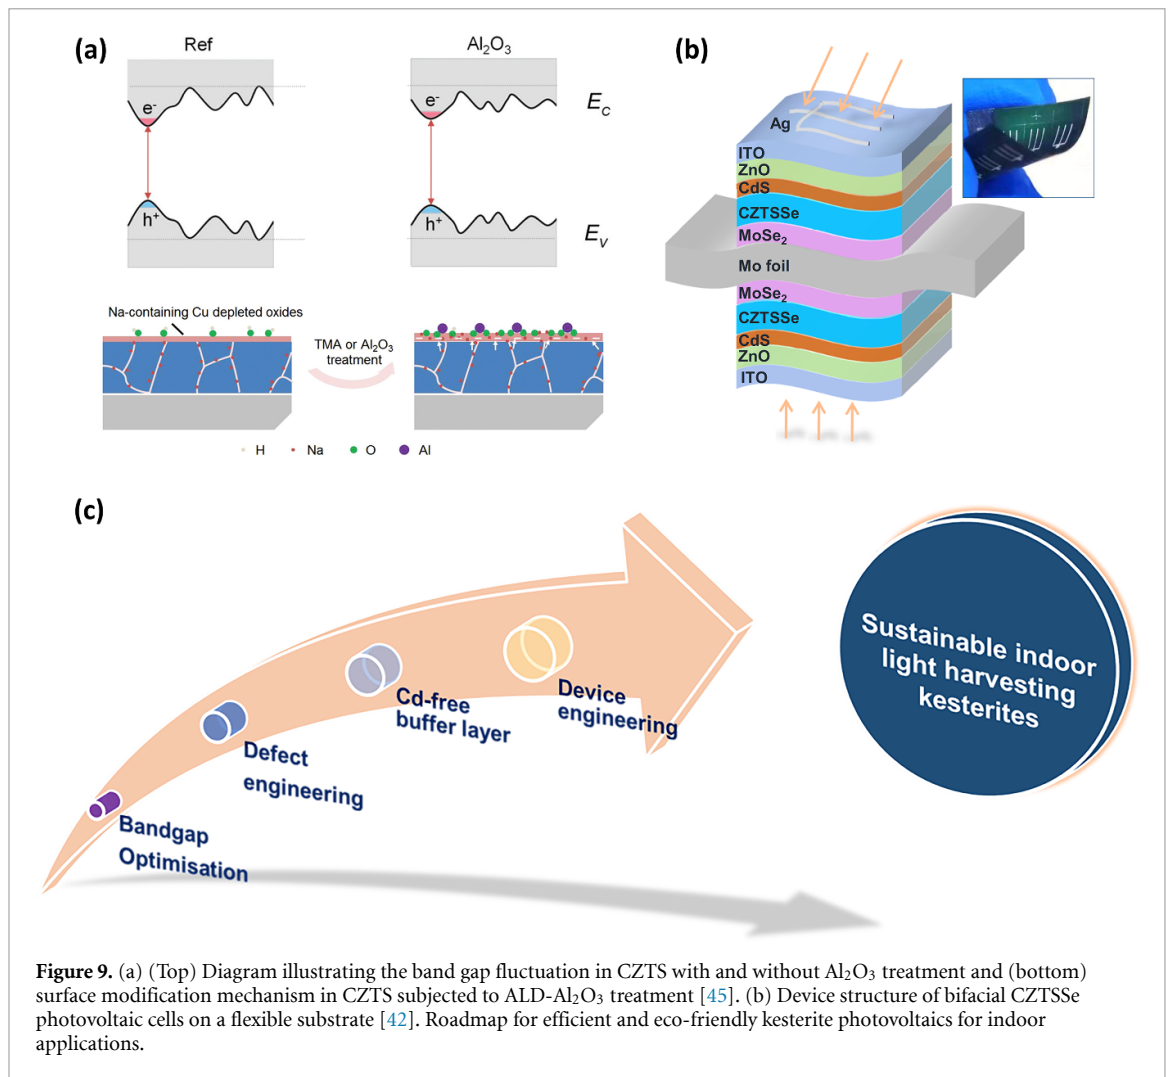 (a)
Ref
Al₂O₃
e-
e-
E_C
h+
h+
E_V
Na-containing Cu depleted oxides
TMA or Al₂O₃
treatment
H Na O Al
(b)
Ag
ITO
ZnO
CdS
CZTSSe
MoSe₂
Mo foil
MoSe₂
CZTSSe
CdS
ZnO
ITO
(c)
Bandgap
Optimisation
Defect
engineering
Cd-free
buffer layer
Device
engineering
Sustainable indoor
light harvesting
kesterites
Figure 9. (a) (Top) Diagram illustrating the band gap fluctuation in CZTS with and without Al₂O₃ treatment and (bottom)
surface modification mechanism in CZTS subjected to ALD-Al₂O₃ treatment [45]. (b) Device structure of bifacial CZTSSe
photovoltaic cells on a flexible substrate [42]. Roadmap for efficient and eco-friendly kesterite photovoltaics for indoor
applications.